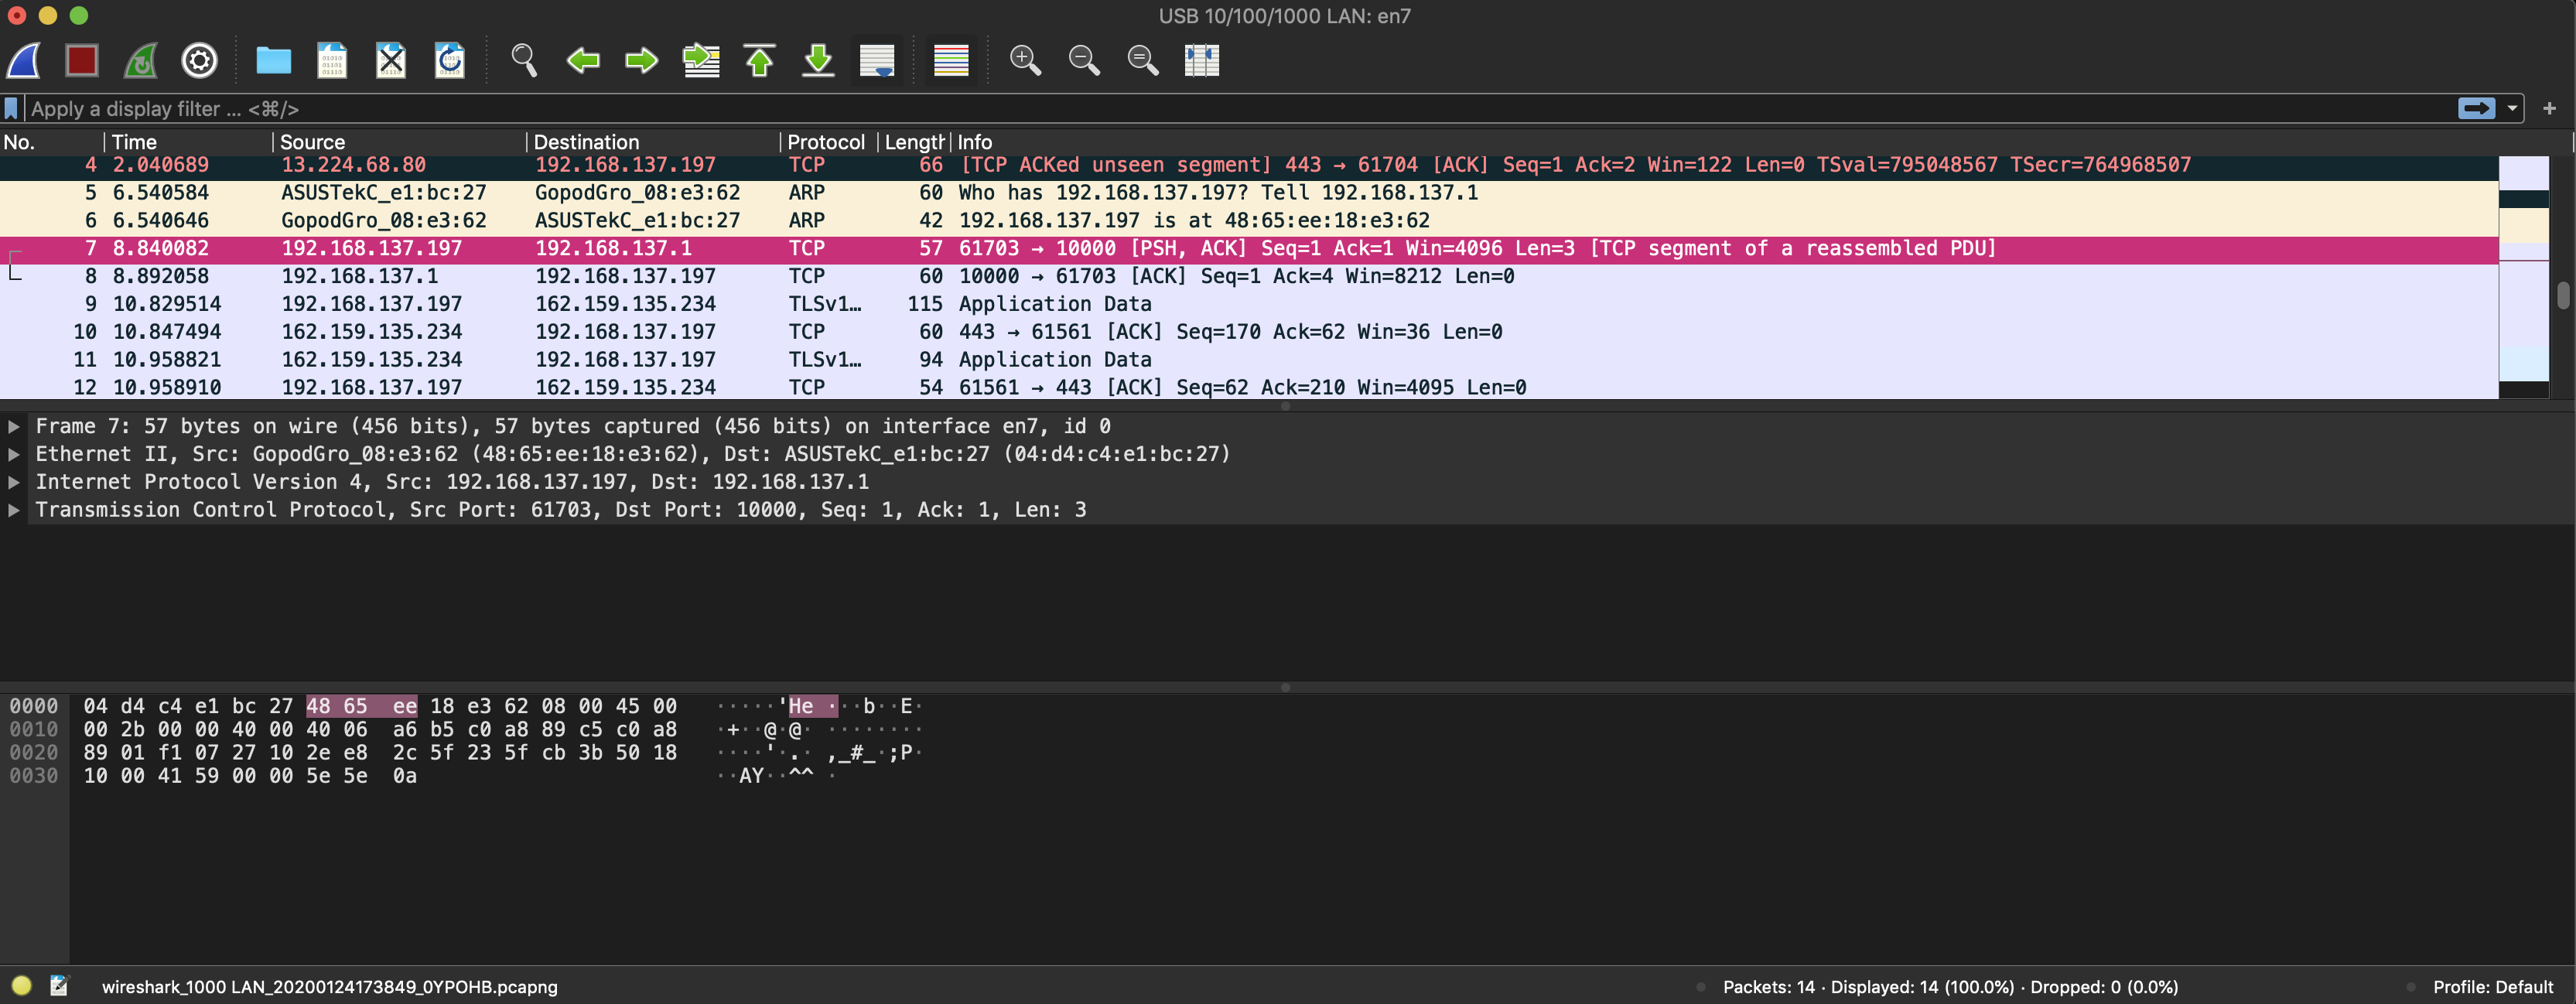 USB 10/100/1000 LAN: en7
Apply a display filter ... <⌘/>
No. Time Source Destination Protocol Length Info
4 2.040689 13.224.68.80 192.168.137.197 TCP 66 [TCP ACKed unseen segment] 443 → 61704 [ACK] Seq=1 Ack=2 Win=122 Len=0 TSval=795048567 TSecr=764968507
5 6.540584 ASUSTekC_e1:bc:27 GopodGro_08:e3:62 ARP 60 Who has 192.168.137.197? Tell 192.168.137.1
6 6.540646 GopodGro_08:e3:62 ASUSTekC_e1:bc:27 ARP 42 192.168.137.197 is at 48:65:ee:18:e3:62
7 8.840082 192.168.137.197 192.168.137.1 TCP 57 61703 → 10000 [PSH, ACK] Seq=1 Ack=1 Win=4096 Len=3 [TCP segment of a reassembled PDU]
8 8.892058 192.168.137.1 192.168.137.197 TCP 60 10000 → 61703 [ACK] Seq=1 Ack=4 Win=8212 Len=0
9 10.829514 192.168.137.197 162.159.135.234 TLSv1… 115 Application Data
10 10.847494 162.159.135.234 192.168.137.197 TCP 60 443 → 61561 [ACK] Seq=170 Ack=62 Win=36 Len=0
11 10.958821 162.159.135.234 192.168.137.197 TLSv1… 94 Application Data
12 10.958910 192.168.137.197 162.159.135.234 TCP 54 61561 → 443 [ACK] Seq=62 Ack=210 Win=4095 Len=0
Frame 7: 57 bytes on wire (456 bits), 57 bytes captured (456 bits) on interface en7, id 0
Ethernet II, Src: GopodGro_08:e3:62 (48:65:ee:18:e3:62), Dst: ASUSTekC_e1:bc:27 (04:d4:c4:e1:bc:27)
Internet Protocol Version 4, Src: 192.168.137.197, Dst: 192.168.137.1
Transmission Control Protocol, Src Port: 61703, Dst Port: 10000, Seq: 1, Ack: 1, Len: 3
0000 04 d4 c4 e1 bc 27 48 65 ee 18 e3 62 08 00 45 00 ·····'He ···b··E·
0010 00 2b 00 00 40 00 40 06 a6 b5 c0 a8 89 c5 c0 a8 ·+··@·@· ········
0020 89 01 f1 07 27 10 2e e8 2c 5f 23 5f cb 3b 50 18 ····'·.· ,_#_·;P·
0030 10 00 41 59 00 00 5e 5e 0a ··AY··^^ ·
wireshark_1000 LAN_20200124173849_0YPOHB.pcapng
Packets: 14 · Displayed: 14 (100.0%) · Dropped: 0 (0.0%)
Profile: Default